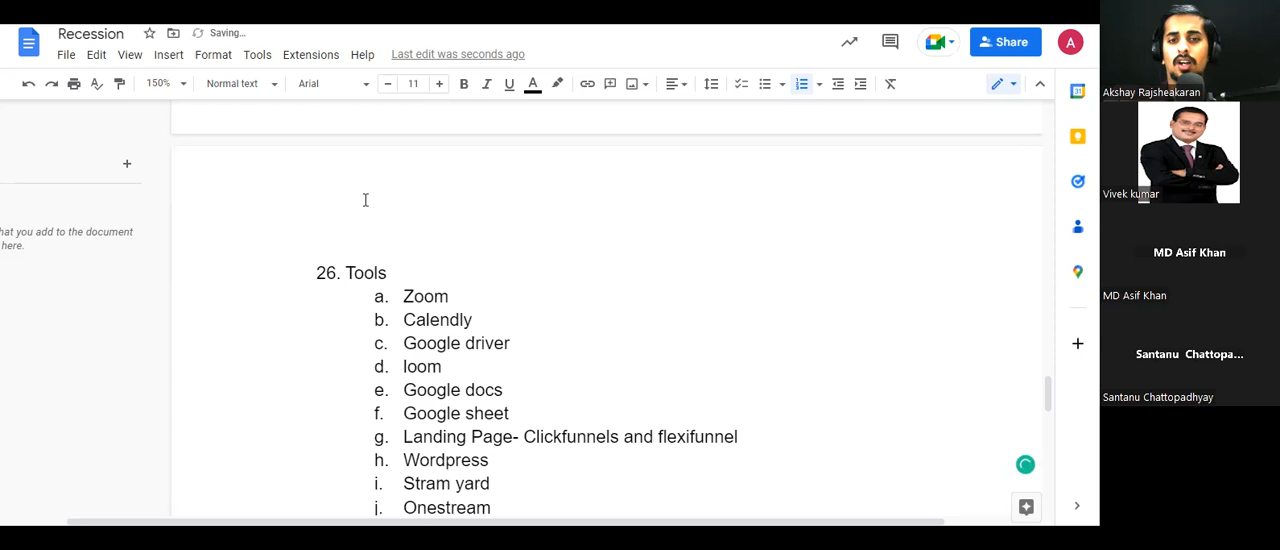 Recession
Saving...
File Edit View Insert Format Tools Extensions Help Last edit was seconds ago
Share
A
150% Normal text Arial 11
hat you add to the document
here.
26. Tools
a. Zoom
b. Calendly
c. Google driver
d. loom
e. Google docs
f. Google sheet
g. Landing Page- Clickfunnels and flexifunnel
h. Wordpress
i. Stram yard
j. Onestream
Akshay Rajsheakaran
Vivek kumar
MD Asif Khan
MD Asif Khan
Santanu Chattopa...
Santanu Chattopadhyay